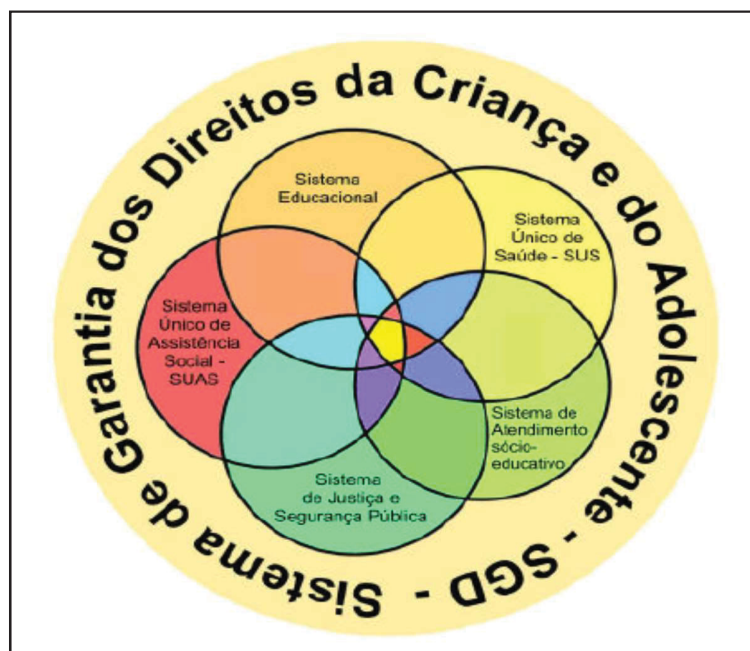 Sistema de Garantia dos Direitos da Criança e do Adolescente - SGD -
Sistema
Educacional
Sistema
Único de
Saúde - SUS
Sistema
Único de
Assistência
Social -
SUAS
Sistema de
Atendimento
sócio-
educativo
Sistema
de Justiça e
Segurança Pública